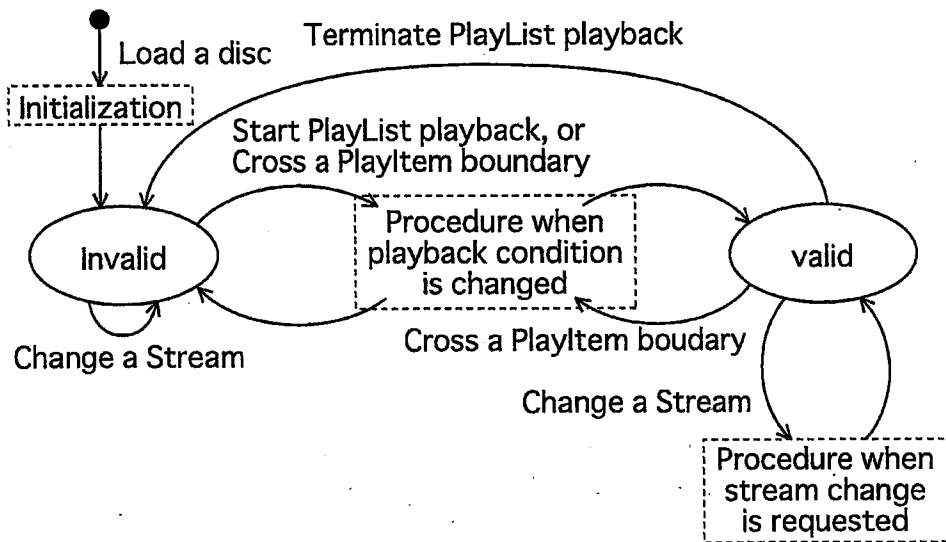 Load a disc
Terminate PlayList playback
Initialization
Start PlayList playback, or
Cross a PlayItem boundary
Procedure when
playback condition
is changed
Invalid
valid
Cross a PlayItem boudary
Change a Stream
Change a Stream
Procedure when
stream change
is requested